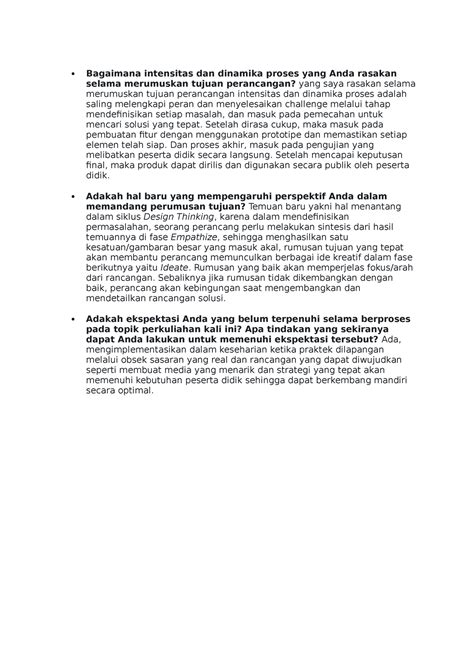 • Bagaimana intensitas dan dinamika proses yang Anda rasakan
selama merumuskan tujuan perancangan? yang saya rasakan selama
merumuskan tujuan perancangan intensitas dan dinamika proses adalah
saling melengkapi peran dan menyelesaikan challenge melalui tahap
mendefinisikan setiap masalah, dan masuk pada pemecahan untuk
mencari solusi yang tepat. Setelah dirasa cukup, maka masuk pada
pembuatan fitur dengan menggunakan prototipe dan memastikan setiap
elemen telah siap. Dan proses akhir, masuk pada pengujian yang
melibatkan peserta didik secara langsung. Setelah mencapai keputusan
final, maka produk dapat dirilis dan digunakan secara publik oleh peserta
didik.
• Adakah hal baru yang mempengaruhi perspektif Anda dalam
memandang perumusan tujuan? Temuan baru yakni hal menantang
dalam siklus Design Thinking, karena dalam mendefinisikan
permasalahan, seorang perancang perlu melakukan sintesis dari hasil
temuannya di fase Empathize, sehingga menghasilkan satu
kesatuan/gambaran besar yang masuk akal, rumusan tujuan yang tepat
akan membantu perancang memunculkan berbagai ide kreatif dalam fase
berikutnya yaitu Ideate. Rumusan yang baik akan memperjelas fokus/arah
dari rancangan. Sebaliknya jika rumusan tidak dikembangkan dengan
baik, perancang akan kebingungan saat mengembangkan dan
mendetailkan rancangan solusi.
• Adakah ekspektasi Anda yang belum terpenuhi selama berproses
pada topik perkuliahan kali ini? Apa tindakan yang sekiranya
dapat Anda lakukan untuk memenuhi ekspektasi tersebut? Ada,
mengimplementasikan dalam keseharian ketika praktek dilapangan
melalui obsek sasaran yang real dan rancangan yang dapat diwujudkan
seperti membuat media yang menarik dan strategi yang tepat akan
memenuhi kebutuhan peserta didik sehingga dapat berkembang mandiri
secara optimal.